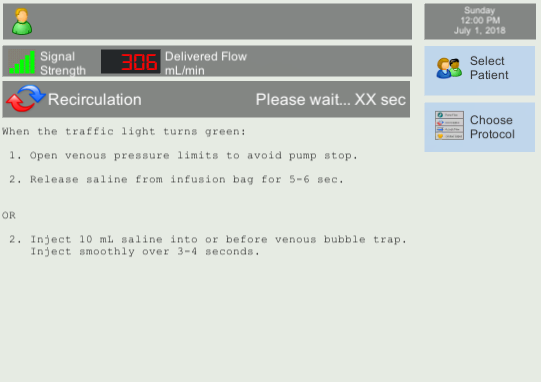 Sunday
12:00 PM
July 1, 2018
Signal
Strength
306
Delivered Flow
mL/min
Select
Patient
Recirculation
Please wait... XX sec
Choose
Protocol
When the traffic light turns green:
1. Open venous pressure limits to avoid pump stop.
2. Release saline from infusion bag for 5-6 sec.
OR
2. Inject 10 mL saline into or before venous bubble trap.
Inject smoothly over 3-4 seconds.